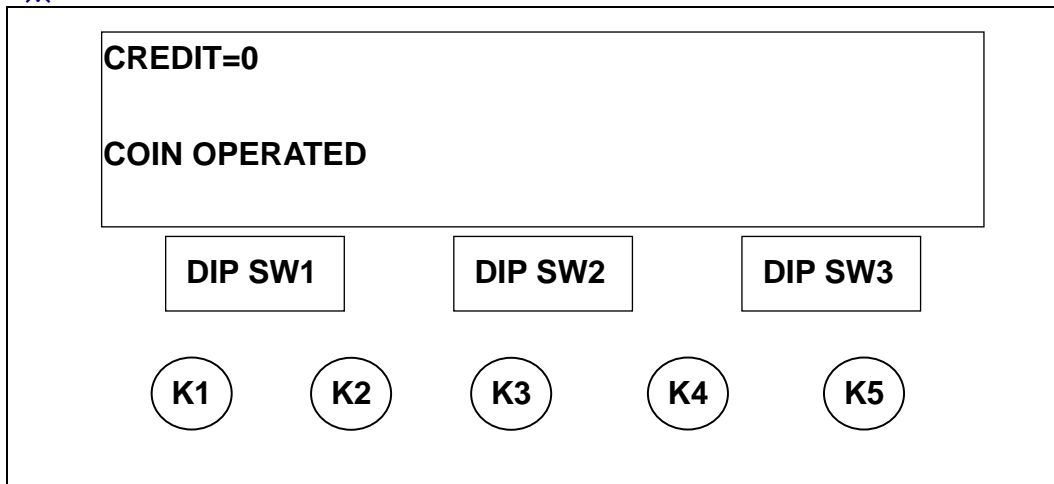 CREDIT=0
COIN OPERATED
DIP SW1 DIP SW2 DIP SW3
K1 K2 K3 K4 K5